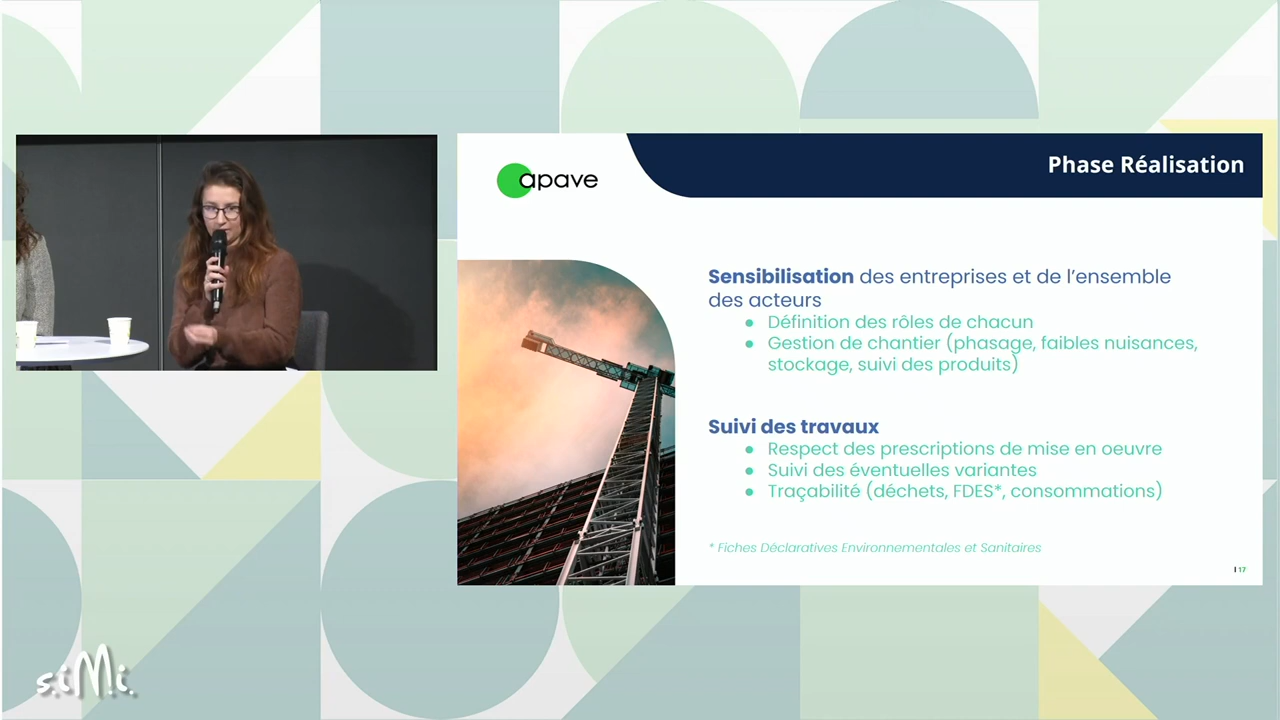 apave
Phase Réalisation
Sensibilisation des entreprises et de l'ensemble
des acteurs
● Définition des rôles de chacun
● Gestion de chantier (phasage, faibles nuisances,
stockage, suivi des produits)
Suivi des travaux
● Respect des prescriptions de mise en oeuvre
● Suivi des éventuelles variantes
● Traçabilité (déchets, FDES*, consommations)
* Fiches Déclaratives Environnementales et Sanitaires
I 17
s.i.M.i.